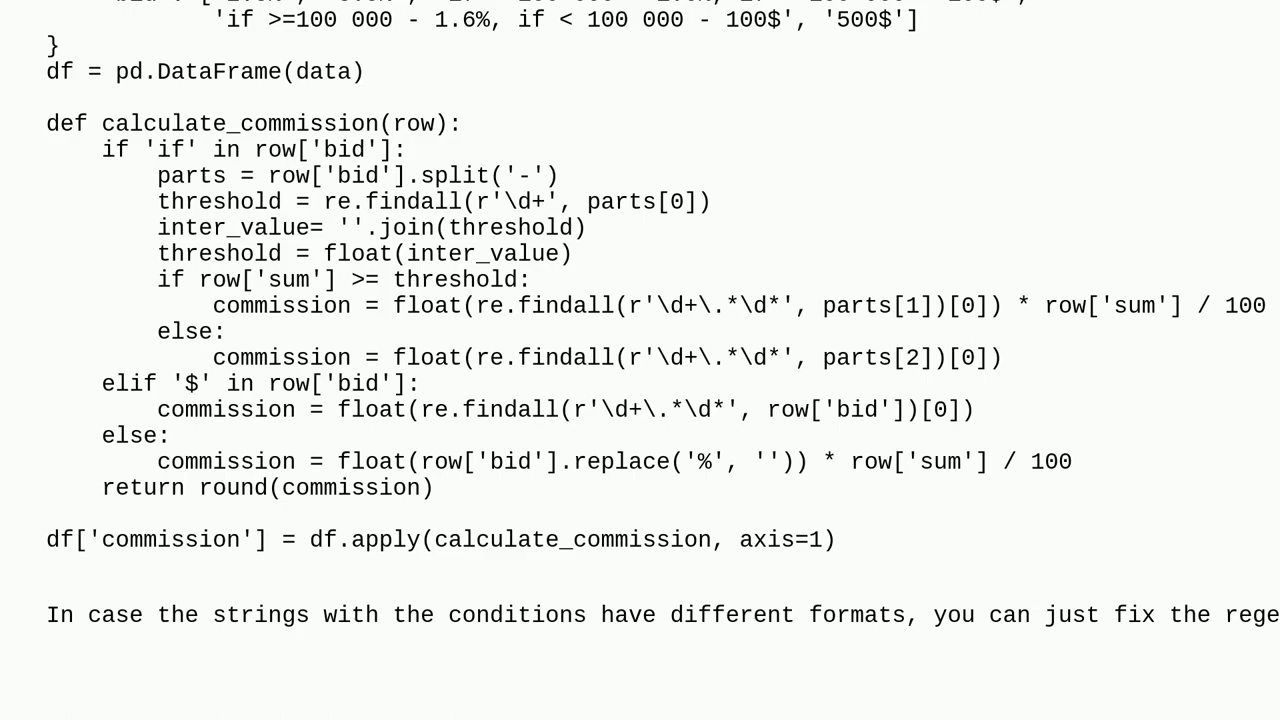 'if >=100 000 - 1.6%, if < 100 000 - 100$', '500$']
}
df = pd.DataFrame(data)
def calculate_commission(row):
if 'if' in row['bid']:
parts = row['bid'].split('-')
threshold = re.findall(r'\d+', parts[0])
inter_value= ''.join(threshold)
threshold = float(inter_value)
if row['sum'] >= threshold:
commission = float(re.findall(r'\d+\.*\d*', parts[1])[0]) * row['sum'] / 100
else:
commission = float(re.findall(r'\d+\.*\d*', parts[2])[0])
elif '$' in row['bid']:
commission = float(re.findall(r'\d+\.*\d*', row['bid'])[0])
else:
commission = float(row['bid'].replace('%', '')) * row['sum'] / 100
return round(commission)
df['commission'] = df.apply(calculate_commission, axis=1)
In case the strings with the conditions have different formats, you can just fix the rege